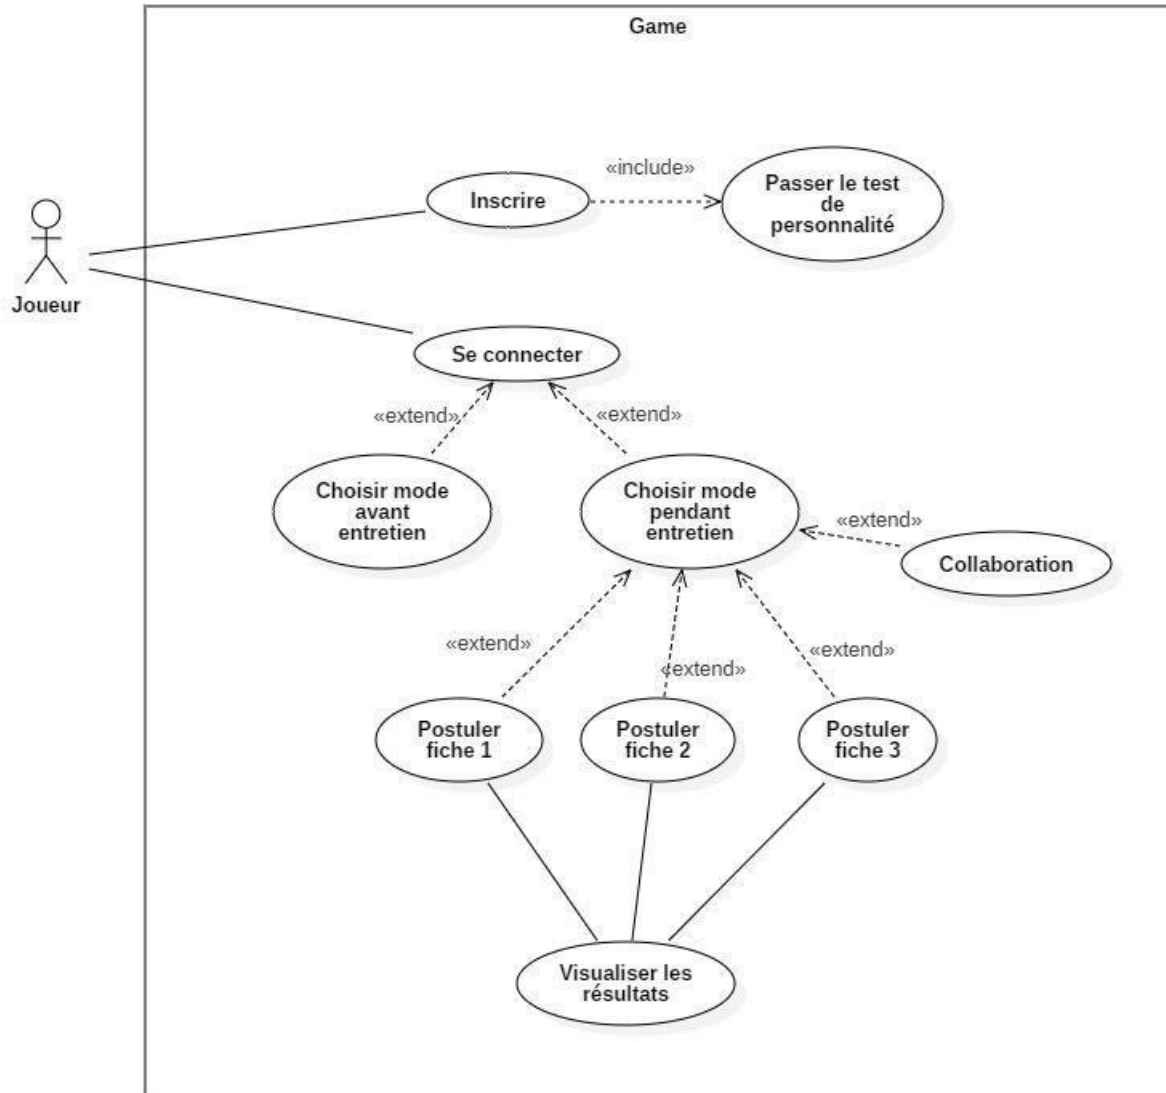 Game
«include»
Inscrire
Passer le test
de
personnalité
Joueur
Se connecter
«extend»
«extend»
Choisir mode
avant
entretien
Choisir mode
pendant
entretien
«extend»
Collaboration
«extend»
«extend»
«extend»
Postuler
fiche 1
Postuler
fiche 2
Postuler
fiche 3
Visualiser les
résultats